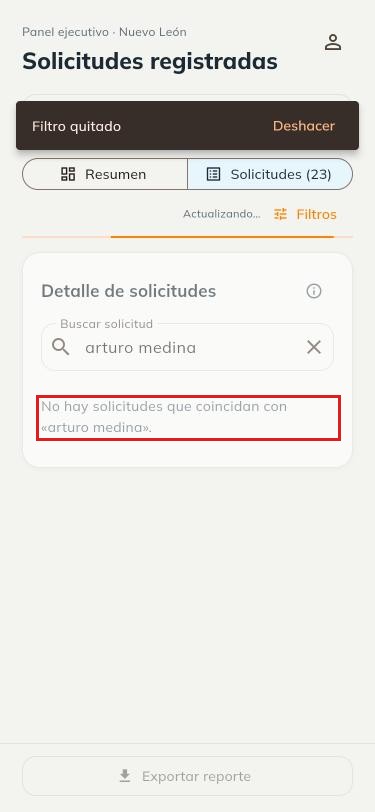 Panel ejecutivo · Nuevo León
Solicitudes registradas
Filtro quitado
Deshacer
Resumen
Solicitudes (23)
Actualizando...
Filtros
Detalle de solicitudes
Buscar solicitud
arturo medina
No hay solicitudes que coincidan con
«arturo medina».
Exportar reporte